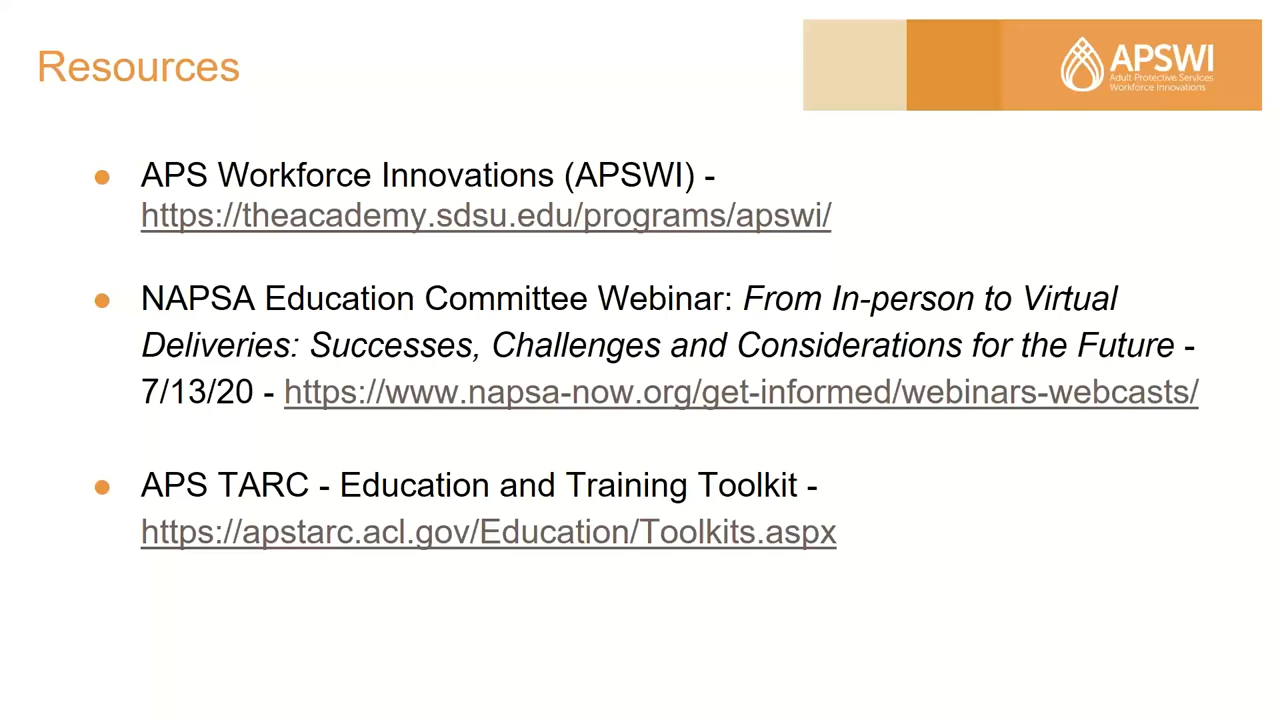 Resources
APSWI
Adult Protective Services
Workforce Innovations
● APS Workforce Innovations (APSWI) -
https://theacademy.sdsu.edu/programs/apswi/
● NAPSA Education Committee Webinar: From In-person to Virtual
Deliveries: Successes, Challenges and Considerations for the Future -
7/13/20 - https://www.napsa-now.org/get-informed/webinars-webcasts/
● APS TARC - Education and Training Toolkit -
https://apstarc.acl.gov/Education/Toolkits.aspx